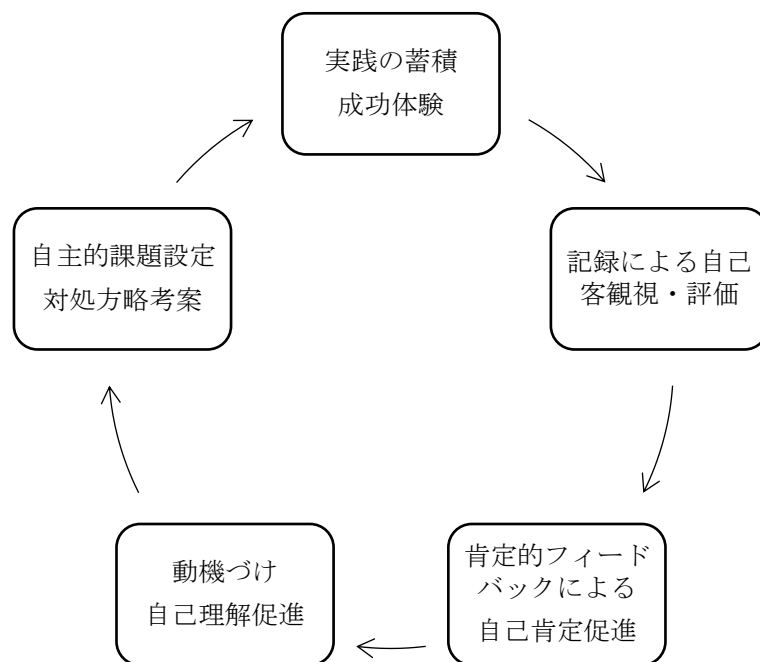 実践の蓄積
成功体験
記録による自己
客観視・評価
肯定的フィード
バックによる
自己肯定促進
動機づけ
自己理解促進
自主的課題設定
対処方略考案